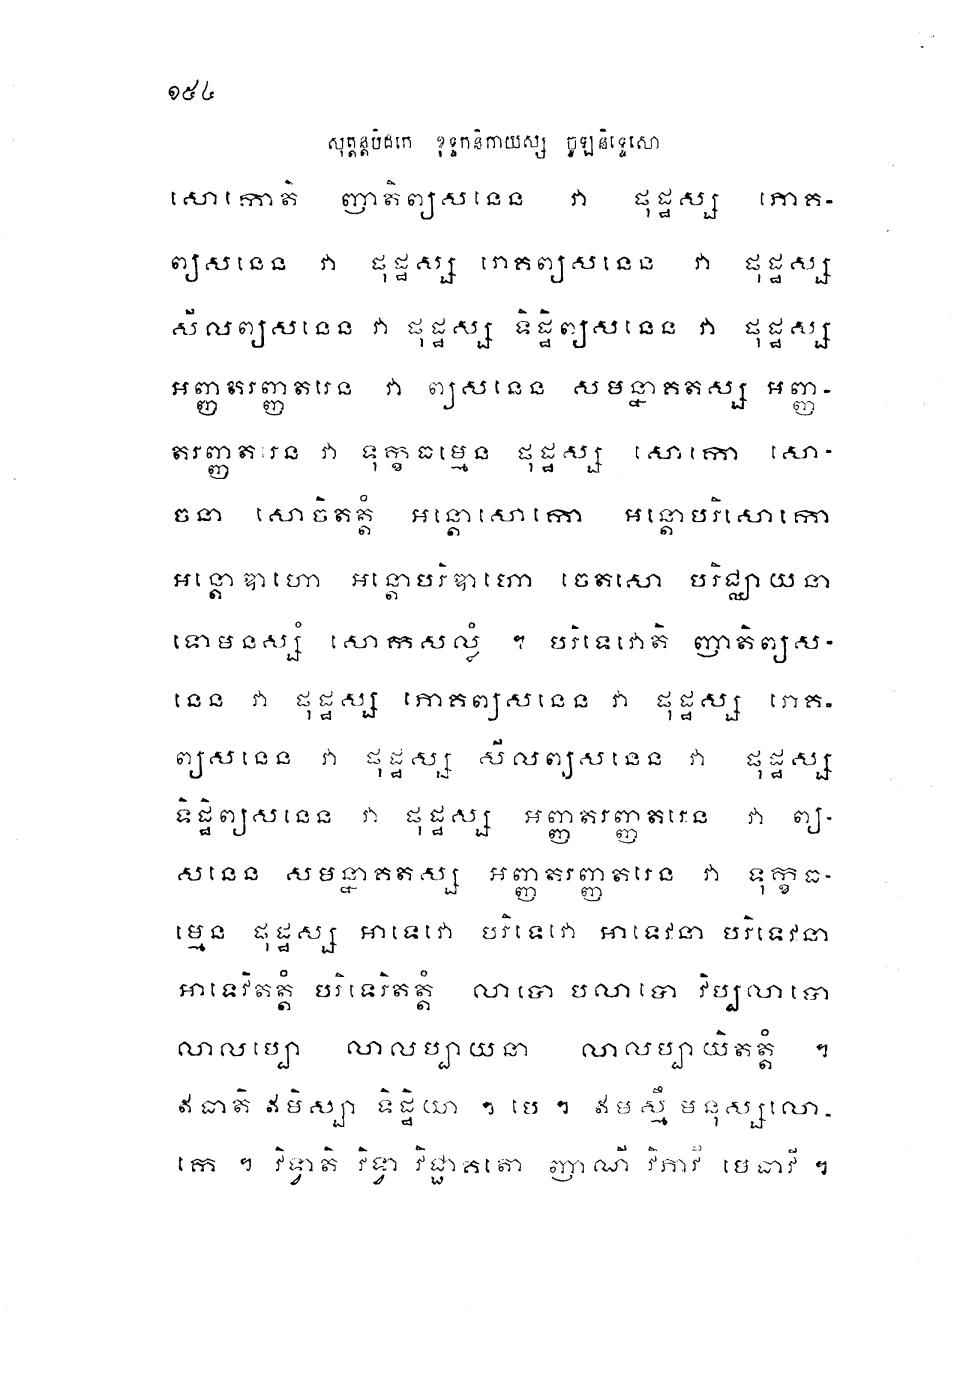 ១៥៤
សុត្តន្តបិដកេ ខុទ្ទកនិកាយស្ស ចូឡនិទ្ទេសោ
សោកោតិ ញាតិព្យសនេន វា ផុដ្ឋស្ស ភោគ-
ព្យសនេន វា ផុដ្ឋស្ស រោគព្យសនេន វា ផុដ្ឋស្ស
សីលព្យសនេន វា ផុដ្ឋស្ស ទិដ្ឋិព្យសនេន វា ផុដ្ឋស្ស
អញ្ញតរញ្ញតរេន វា ព្យសនេន សមន្នាគតស្ស អញ្ញ-
តរញ្ញតរេន វា ទុក្ខធម្មេន ផុដ្ឋស្ស សោកោ សោ-
ចនា សោចិតត្តំ អន្តោសោកោ អន្តោបរិសោកោ
អន្តោឌាហោ អន្តោបរិឌាហោ ចេតសោ បរិជ្ឈាយនា
ទោមនស្សំ សោកសល្លំ ។ បរិទេវោតិ ញាតិព្យស-
នេន វា ផុដ្ឋស្ស ភោគព្យសនេន វា ផុដ្ឋស្ស រោគ-
ព្យសនេន វា ផុដ្ឋស្ស សីលព្យសនេន វា ផុដ្ឋស្ស
ទិដ្ឋិព្យសនេន វា ផុដ្ឋស្ស អញ្ញតរញ្ញតរេន វា ព្យ-
សនេន សមន្នាគតស្ស អញ្ញតរញ្ញតរេន វា ទុក្ខធ-
ម្មេន ផុដ្ឋស្ស អាទេវោ បរិទេវោ អាទេវនា បរិទេវនា
អាទេវិតត្តំ បរិទេវិតត្តំ លាបោ បលាបោ វិប្បលាបោ
លាលប្បោ លាលប្បាយនា លាលប្បាយិតត្តំ ។
ឥធាតិ ឥមិស្សា ទិដ្ឋិយា ។ បេ ។ ឥមស្មឹ មនុស្សលោ-
កេ ។ វិទ្វាតិ វិទ្វា វិជ្ជាគតោ ញាណី វិភាវី មេធាវី ។